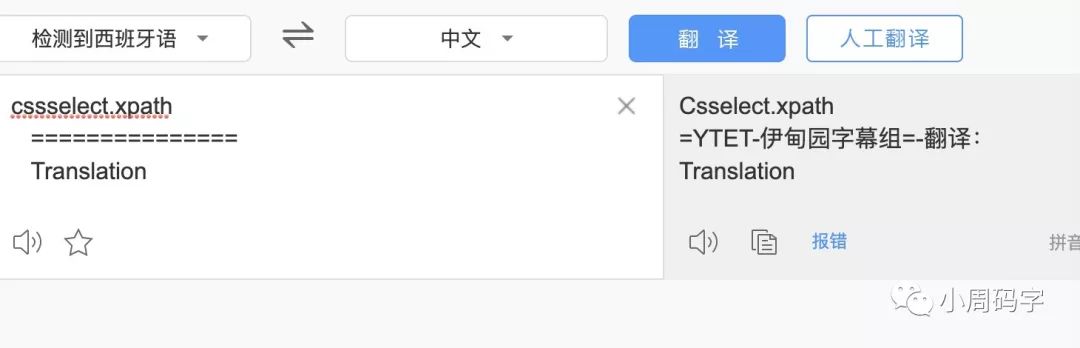 检测到西班牙语
中文
翻 译
人工翻译
cssselect.xpath
===============
Translation
Csselect.xpath
=YTET-伊甸园字幕组=-翻译：
Translation
报错
拼音
小周码字